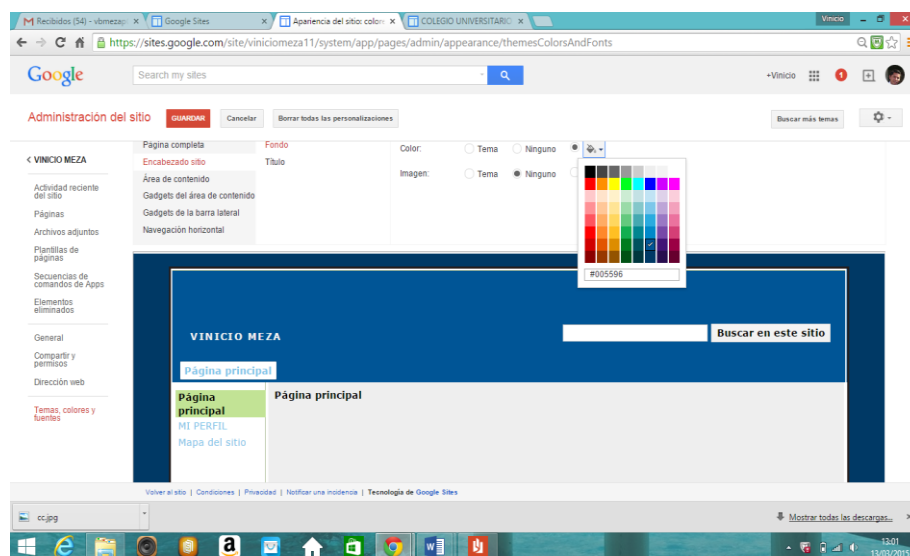 Recibidos (54) - vbmezap
Google Sites
Apariencia del sitio: colore
COLEGIO UNIVERSITARIO
Vinicio
https://sites.google.com/site/viniciomeza11/system/app/pages/admin/appearance/themesColorsAndFonts
Google
Search my sites
+Vinicio
1
Administración del sitio
GUARDAR
Cancelar
Borrar todas las personalizaciones
Buscar más temas
< VINICIO MEZA
Actividad reciente
del sitio
Páginas
Archivos adjuntos
Plantillas de
páginas
Secuencias de
comandos de Apps
Elementos
eliminados
General
Compartir y
permisos
Dirección web
Temas, colores y
fuentes
Página completa
Encabezado sitio
Área de contenido
Gadgets del área de contenido
Gadgets de la barra lateral
Navegación horizontal
Fondo
Título
Color:
Tema
Ninguno
Imagen:
Tema
Ninguno
#005596
VINICIO MEZA
Buscar en este sitio
Página principal
Página
principal
MI PERFIL
Mapa del sitio
Página principal
Volver al sitio | Condiciones | Privacidad | Notificar una incidencia | Tecnología de Google Sites
cc.jpg
Mostrar todas las descargas...
13:01
13/03/2015